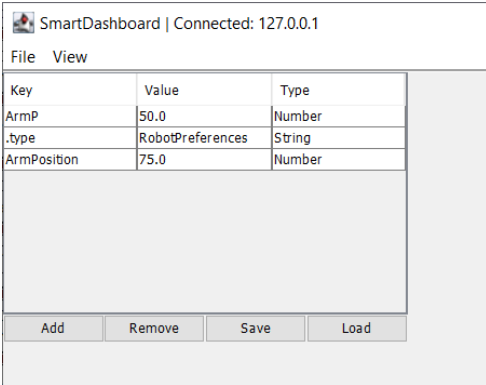 SmartDashboard | Connected: 127.0.0.1
File View
Key Value Type
ArmP 50.0 Number
.type RobotPreferences String
ArmPosition 75.0 Number
Add Remove Save Load